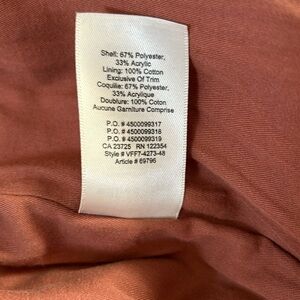 Shell: 67% Polyester,
33% Acrylic
Lining: 100% Cotton
Exclusive Of Trim
Coquille: 67% Polyester,
33% Acrylique
Doublure: 100% Coton
Aucune Garniture Comprise
P.O. # 4500099317
P.O. # 4500099318
P.O. # 4500099319
CA 23725 RN 122354
Style # VFF7-4273-48
Article # 69796